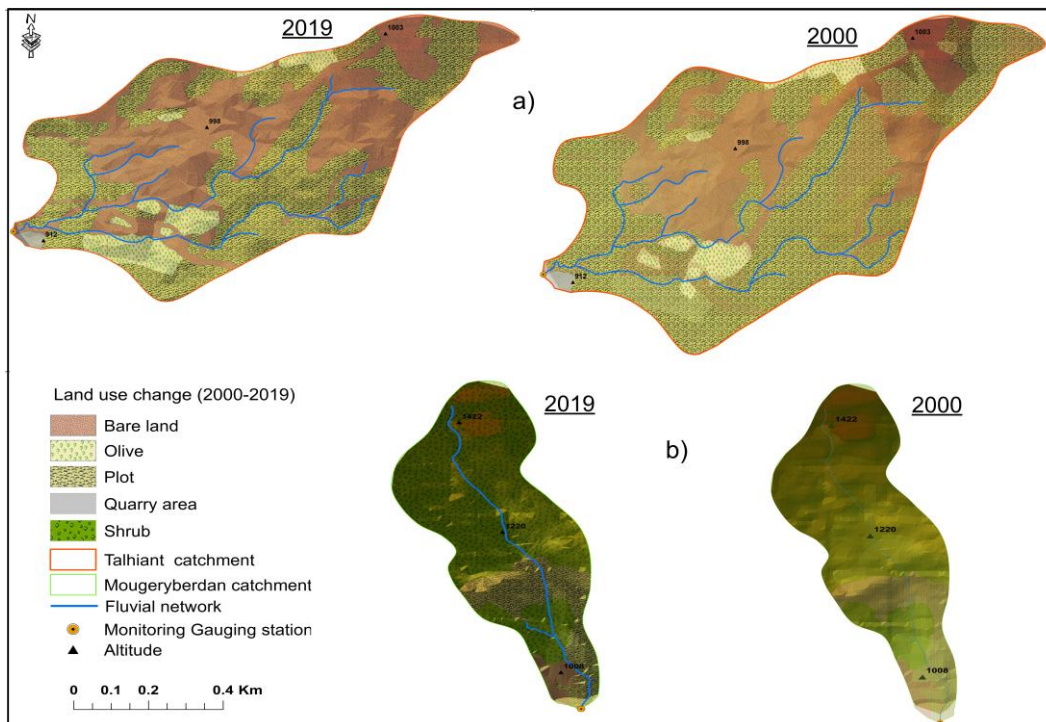 N
2019
1003
998
912
a)
2000
1003
998
912
Land use change (2000-2019)
Bare land
Olive
Plot
Quarry area
Shrub
Talhiant catchment
Mougeryberdan catchment
Fluvial network
Monitoring Gauging station
Altitude
0 0.1 0.2 0.4 Km
2019
1422
1220
1008
b)
2000
1220
1008